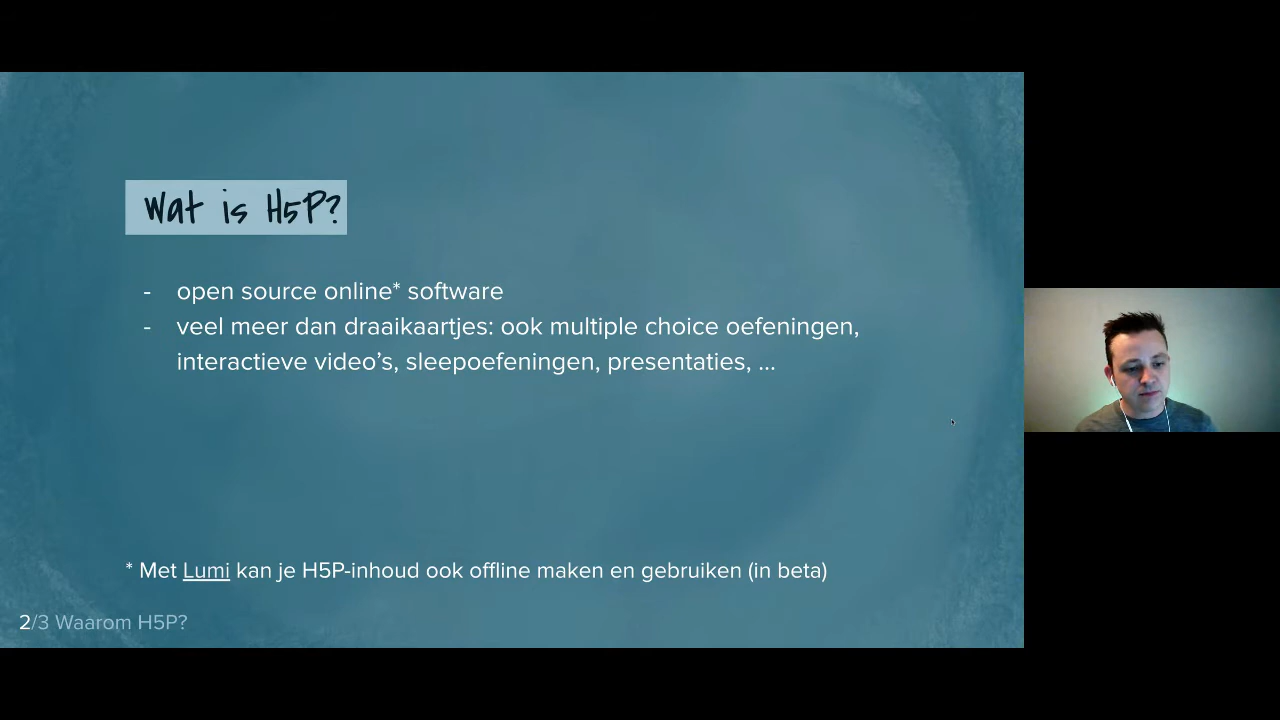 Wat is H5P?
- open source online* software
- veel meer dan draaikaartjes: ook multiple choice oefeningen,
interactieve video’s, sleepoefeningen, presentaties, ...
* Met Lumi kan je H5P-inhoud ook offline maken en gebruiken (in beta)
2/3 Waarom H5P?